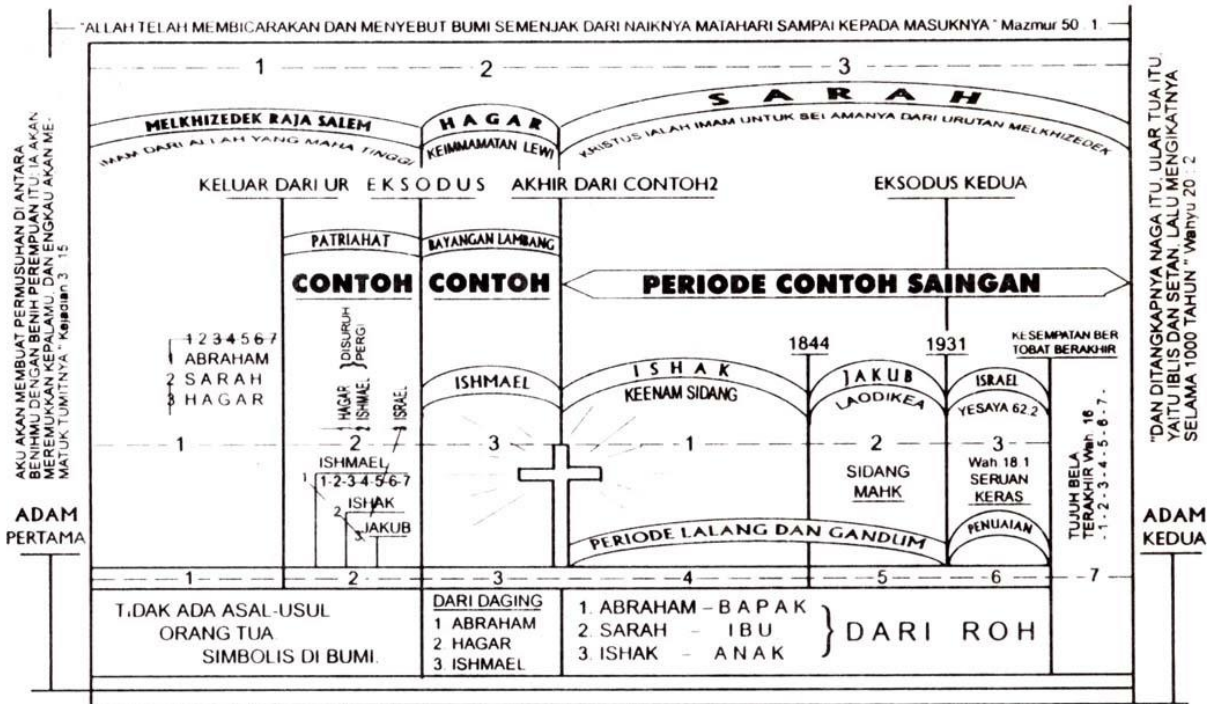 "ALLAH TELAH MEMBICARAKAN DAN MENYEBUT BUMI SEMENJAK DARI NAIKNYA MATAHARI SAMPAI KEPADA MASUKNYA" Mazmur 50 . 1
1 2 3
MELKHIZEDEK RAJA SALEM
IMAM DARI ALLAH YANG MAHA TINGGI
HAGAR
KEIMMAMATAN LEWI
SARAH
KHISTUS IALAH IMAM UNTUK SELAMANYA DARI URUTAN MELKHIZEDEK
KELUAR DARI UR EKSODUS AKHIR DARI CONTOH2 EKSODUS KEDUA
PATRIAHAT
CONTOH
BAYANGAN LAMBANG
CONTOH
PERIODE CONTOH SAINGAN
AKU AKAN MEMBUAT PERMUSUHAN DI ANTARA
BENIHMU DENGAN BENIH PEREMPUAN ITU; IA AKAN
MEREMUKKAN KEPALAMU, DAN ENGKAU AKAN ME-
MATUK TUMITNYA" Kejadian 3 15
ADAM
PERTAMA
1 2 3 4 5 6 7
1 ABRAHAM
2 SARAH
3 HAGAR
1 HAGAR
2 ISHMAEL
} DISURUH
PERGI
3 ISRAEL
ISHMAEL
1-2-3-4-5-6-7
1
ISHAK
2
JAKUB
3
ISHMAEL
1844
1931
KESEMPATAN BER
TOBAT BERAKHIR
ISHAK
KEENAM SIDANG
JAKUB
LAODIKEA
ISRAEL
YESAYA 62.2
1 2 3 1 2 3
SIDANG
MAHK
Wah 18.1
SERUAN
KERAS
PERIODE LALANG DAN GANDUM
PENUAIAN
TUJUH BELA
TERAKHIR Wah 16
- 1 - 2 - 3 - 4 - 5 - 6 - 7 -
"DAN DITANGKAPNYA NAGA ITU, ULAR TUA ITU,
YAITU IBLIS DAN SETAN, LALU MENGIKATNYA
SELAMA 1000 TAHUN" Wahyu 20 : 2
ADAM
KEDUA
1 2 3 4 5 6 7
TIDAK ADA ASAL-USUL
ORANG TUA
SIMBOLIS DI BUMI.
DARI DAGING
1 ABRAHAM
2. HAGAR
3. ISHMAEL
1. ABRAHAM – BAPAK
2. SARAH – IBU
3. ISHAK – ANAK
} DARI ROH